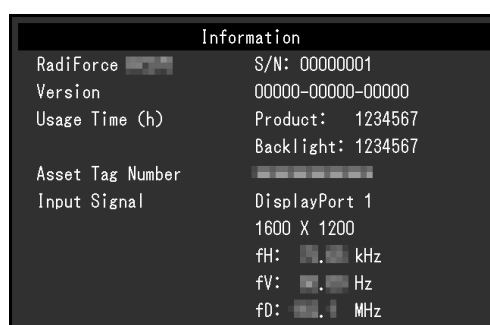 Information
RadiForce S/N: 00000001
Version 00000-00000-00000
Usage Time (h) Product: 1234567
Backlight: 1234567
Asset Tag Number
Input Signal DisplayPort 1
1600 X 1200
fH: . kHz
fV: . Hz
fD: . MHz